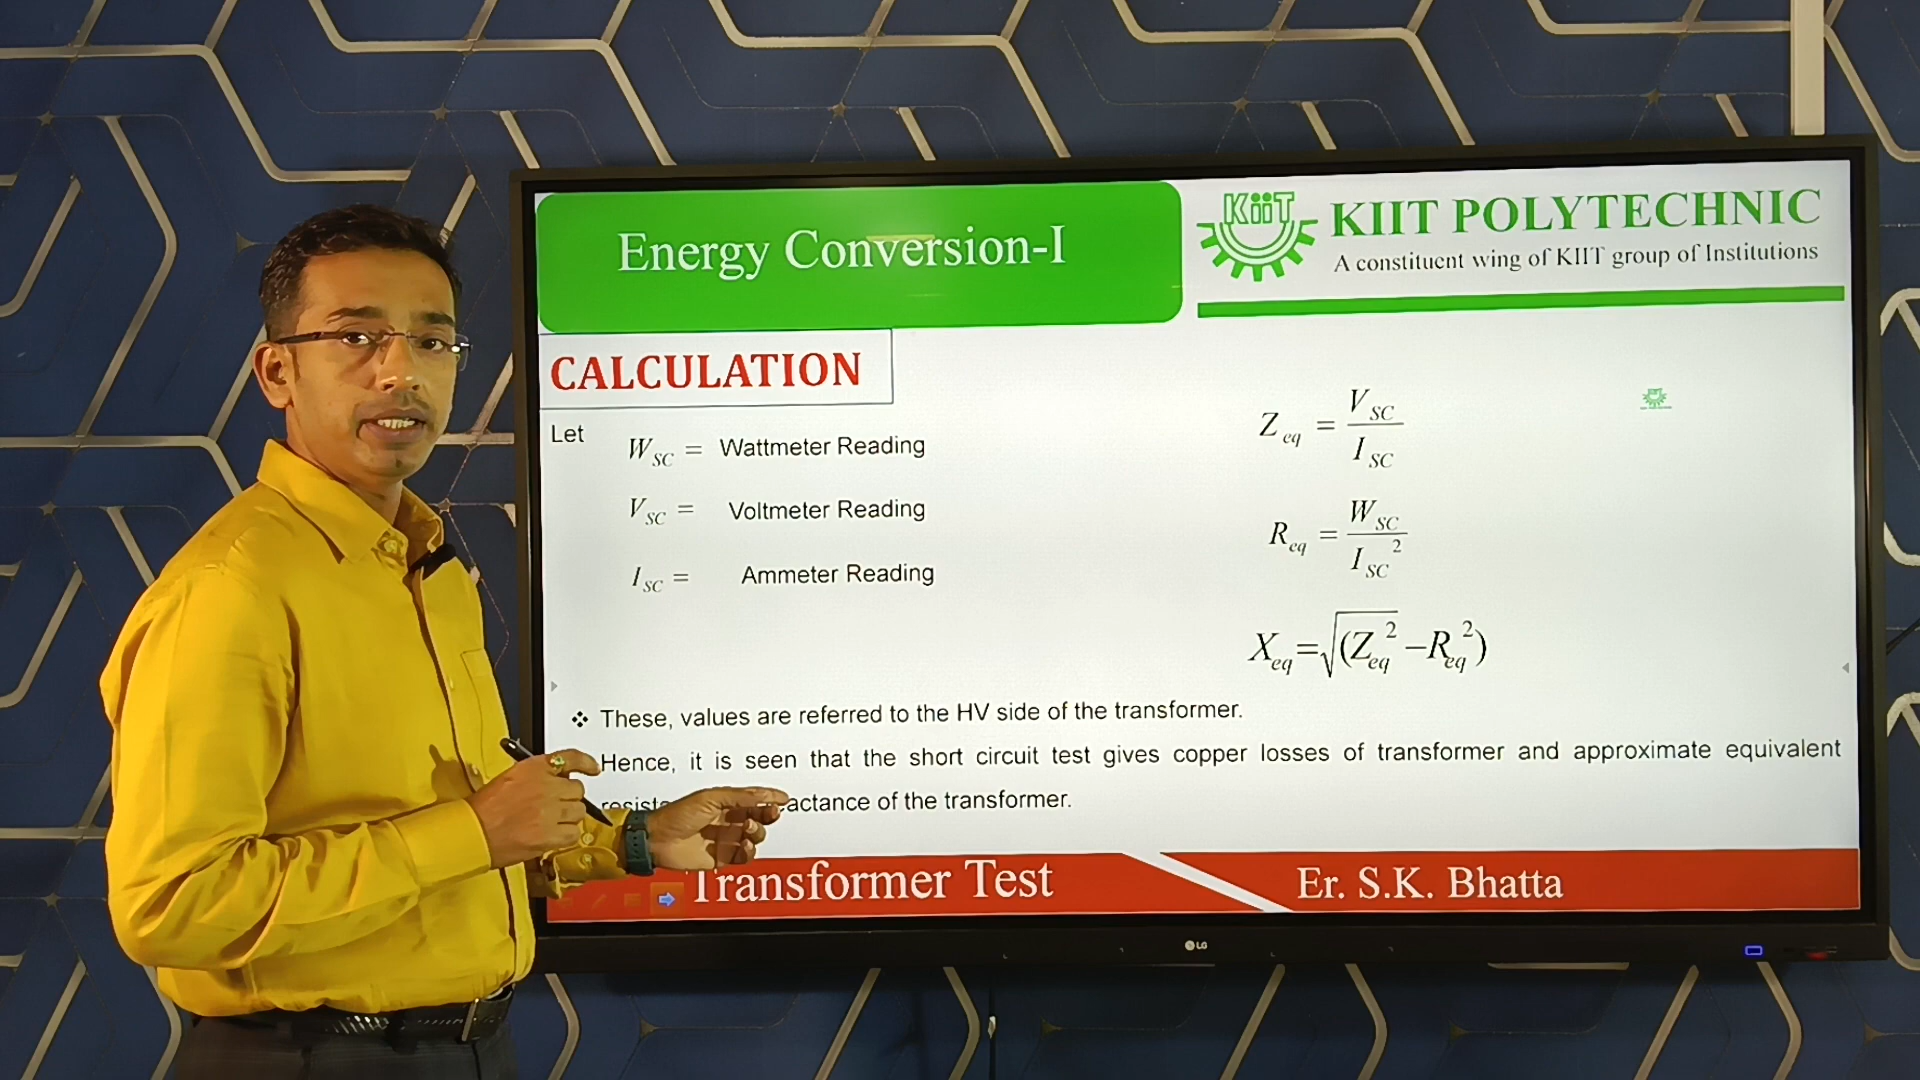 Energy Conversion-I
KiiT
KIIT POLYTECHNIC
A constituent wing of KIIT group of Institutions
CALCULATION
Let
W_SC = Wattmeter Reading
V_SC = Voltmeter Reading
I_SC = Ammeter Reading
Z_eq = V_SC / I_SC
R_eq = W_SC / I_SC^2
X_eq = √(Z_eq^2 – R_eq^2)
❖ These, values are referred to the HV side of the transformer.
Hence, it is seen that the short circuit test gives copper losses of transformer and approximate equivalent
actance of the transformer.
Transformer Test
Er. S.K. Bhatta
LG